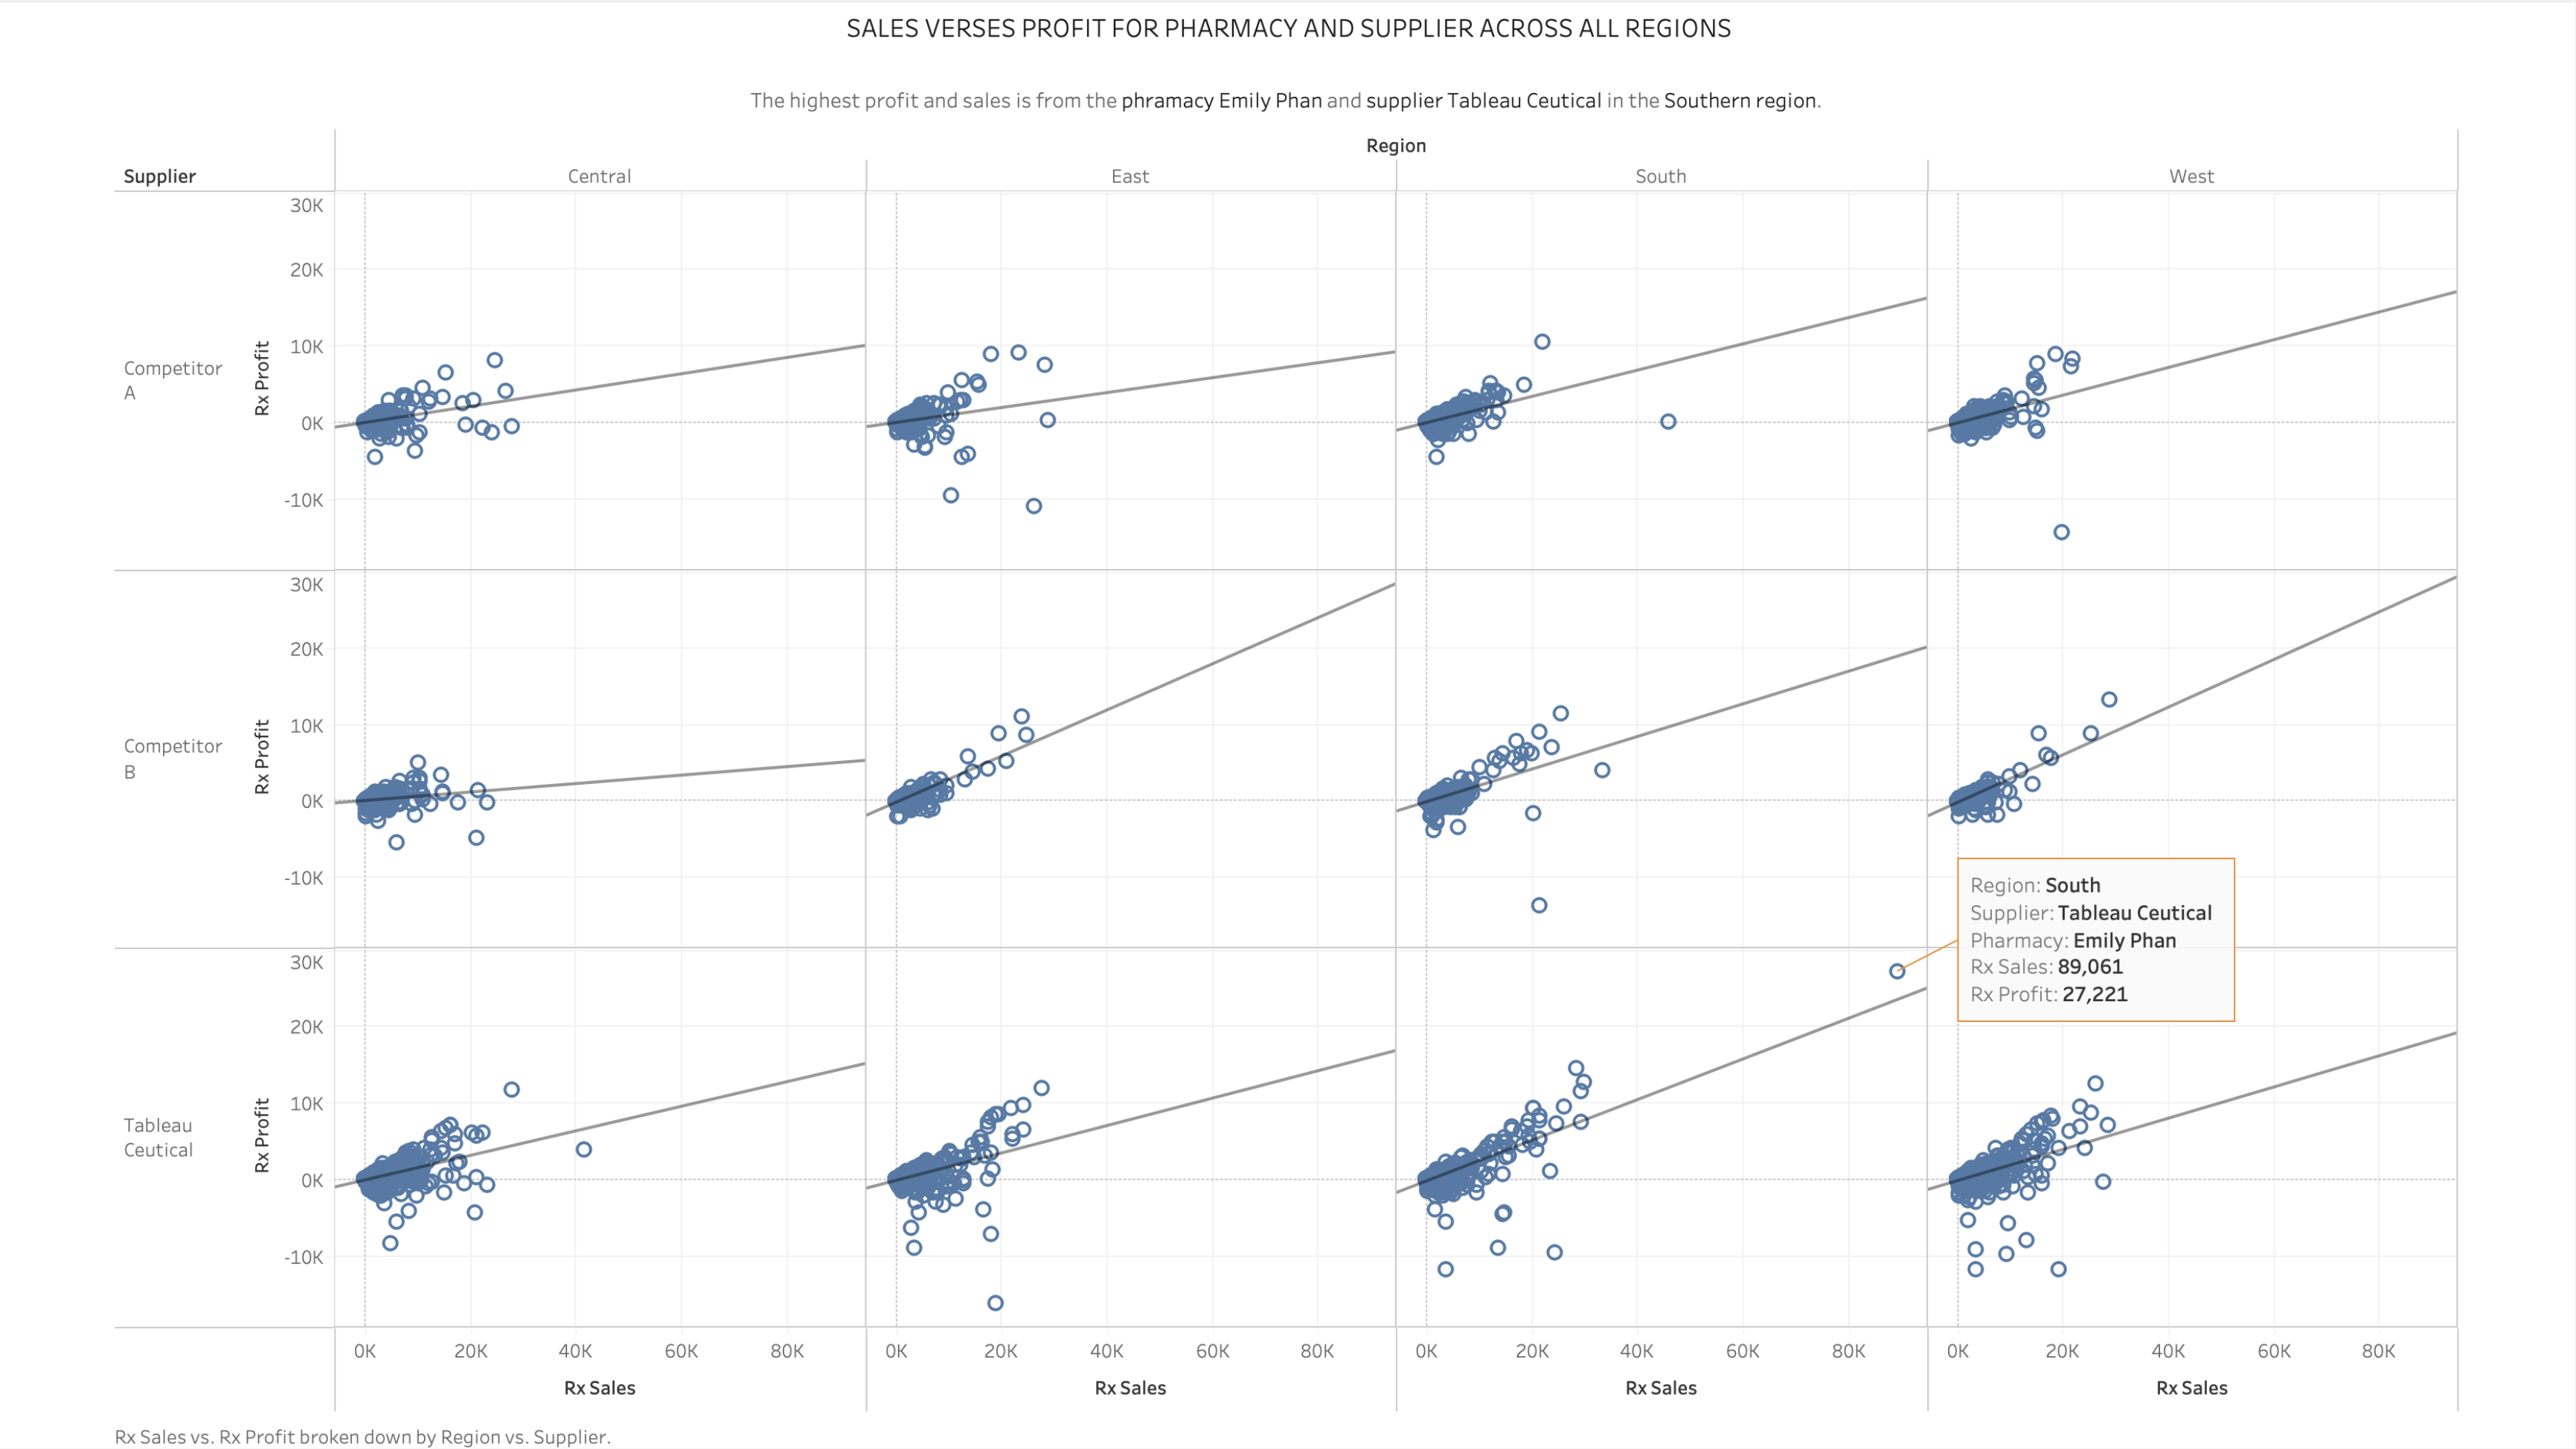 SALES VERSES PROFIT FOR PHARMACY AND SUPPLIER ACROSS ALL REGIONS
The highest profit and sales is from the phramacy Emily Phan and supplier Tableau Ceutical in the Southern region.
Region
Supplier
Central
East
South
West
30K
20K
10K
0K
-10K
Rx Profit
Competitor
A
30K
20K
10K
0K
-10K
Rx Profit
Competitor
B
Region: South
Supplier: Tableau Ceutical
Pharmacy: Emily Phan
Rx Sales: 89,061
Rx Profit: 27,221
30K
20K
10K
0K
-10K
Rx Profit
Tableau
Ceutical
0K 20K 40K 60K 80K
0K 20K 40K 60K 80K
0K 20K 40K 60K 80K
0K 20K 40K 60K 80K
Rx Sales
Rx Sales
Rx Sales
Rx Sales
Rx Sales vs. Rx Profit broken down by Region vs. Supplier.